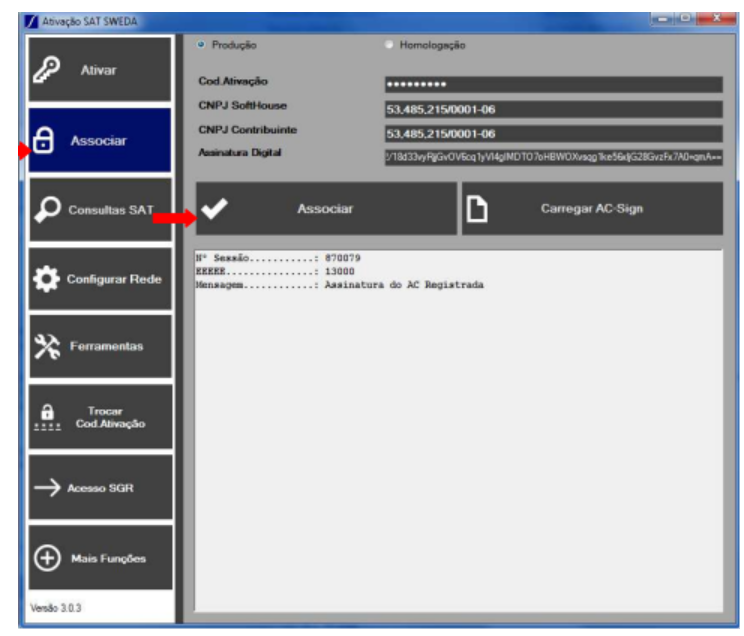 Ativação SAT SWEDA
Ativar
Associar
Consultas SAT
Configurar Rede
Ferramentas
Trocar
Cod.Ativação
Acesso SGR
Mais Funções
Versão 3.0.3
Produção
Homologação
Cod.Ativação
•••••••••
CNPJ SoftHouse
53,485,215/0001-06
CNPJ Contribuinte
53,485,215/0001-06
Assinatura Digital
Associar
Carregar AC-Sign
Nº Sessão...........: 870079
EEEEE...............: 13000
Mensagem............: Assinatura do AC Registrada